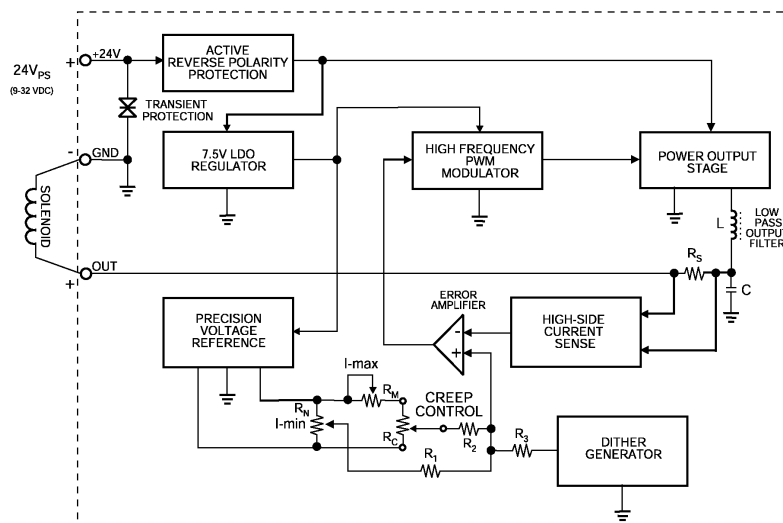 24VPS
(9-32 VDC)
+
+24V
ACTIVE
REVERSE POLARITY
PROTECTION
TRANSIENT
PROTECTION
-
GND
7.5V LDO
REGULATOR
HIGH FREQUENCY
PWM
MODULATOR
POWER OUTPUT
STAGE
SOLENOID
L
LOW
PASS
OUTPUT
FILTER
OUT
+
RS
C
PRECISION
VOLTAGE
REFERENCE
ERROR
AMPLIFIER
-
+
HIGH-SIDE
CURRENT
SENSE
I-max
RM
RN
I-min
RC
CREEP
CONTROL
R2
R1
R3
DITHER
GENERATOR